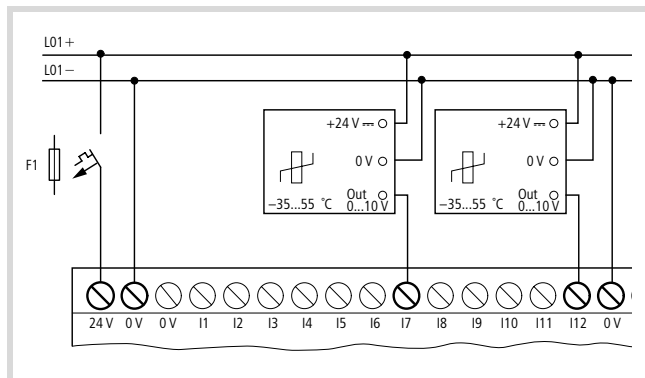 L01+
L01−
F1
+24 V ⎓
0 V
Out
0...10 V
−35...55 °C
+24 V ⎓
0 V
Out
0...10 V
−35...55 °C
24 V 0 V 0 V I1 I2 I3 I4 I5 I6 I7 I8 I9 I10 I11 I12 0 V